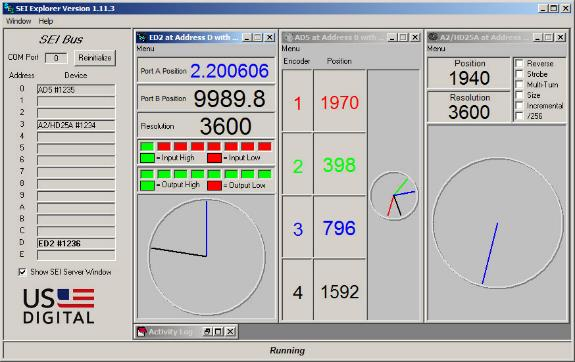 SEI Explorer Version 1.11.3
Window Help
SEI Bus
COM Port 0 Reinitialize
Address Device
0 AD5 #1235
1
2
3 A2/HD25A #1234
4
5
6
7
8
9
A
B
C
D ED2 #1236
E
Show SEI Server Window
US DIGITAL
ED2 at Address D with ...
Menu
Port A Position 2.200606
Port B Position 9989.8
Resolution 3600
= Input High = Input Low
= Output High = Output Low
AD5 at Address 0 with ...
Menu
Encoder Position
1 1970
2 398
3 796
4 1592
A2/HD25A at Address ...
Menu
Position
1940
Resolution
3600
Reverse
Strobe
Multi-Turn
Size
Incremental
/256
Activity Log
Running